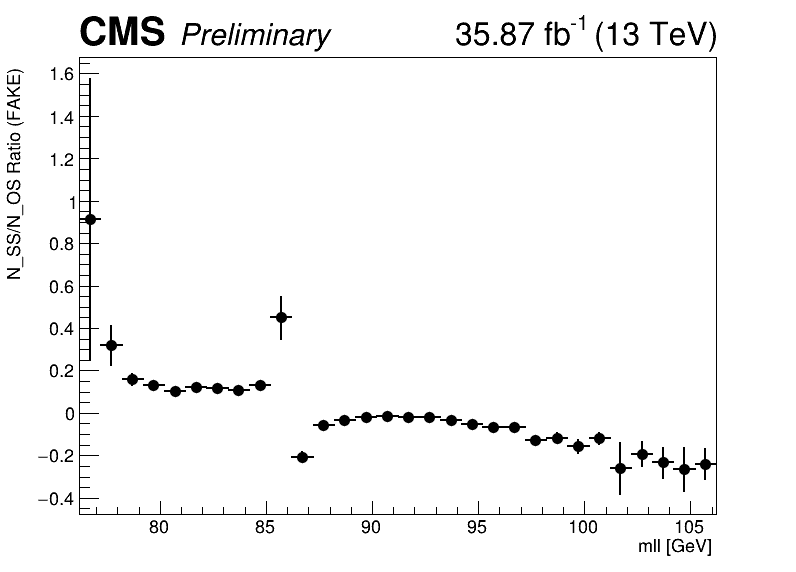 CMS Preliminary 35.87 fb⁻¹ (13 TeV)
N_SS/N_OS Ratio (FAKE)
1.6
1.4
1.2
1
0.8
0.6
0.4
0.2
0
−0.2
−0.4
80 85 90 95 100 105
mll [GeV]